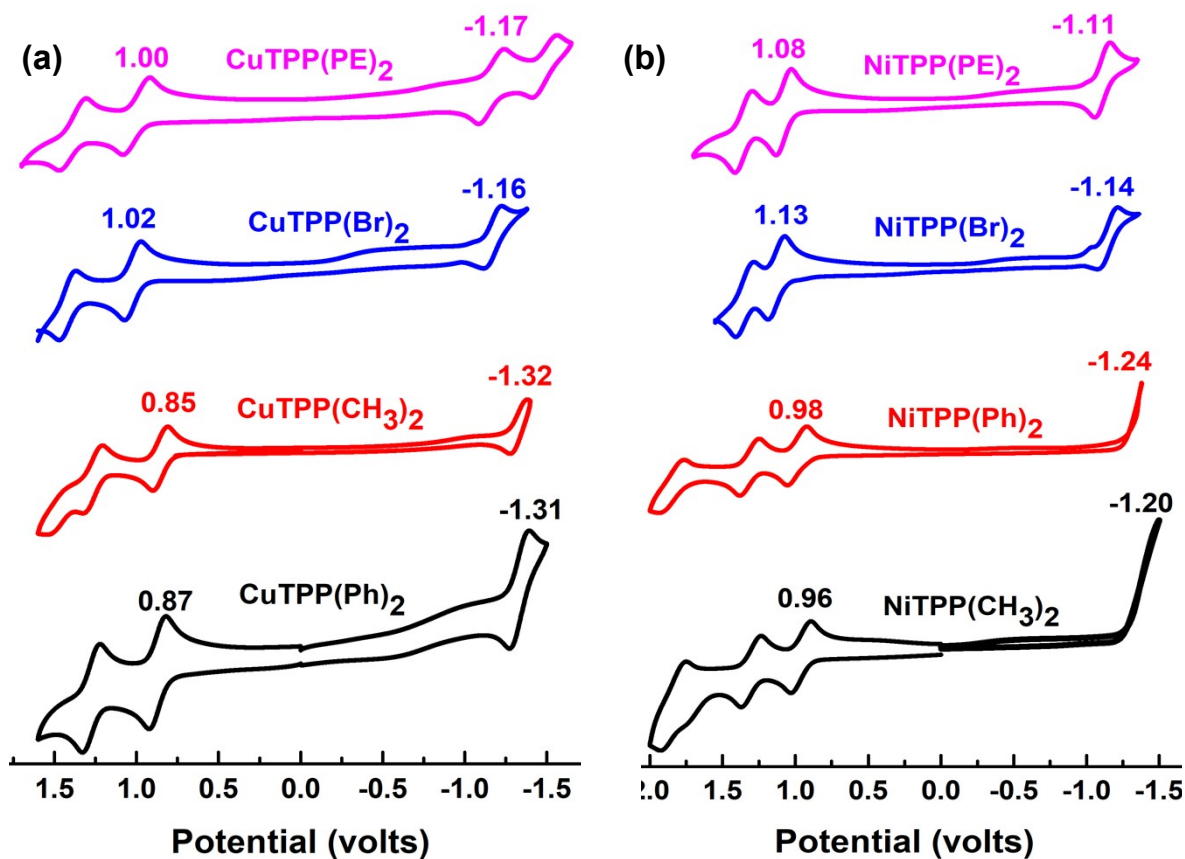 (a)
1.00
CuTPP(PE)2
-1.17
1.02
CuTPP(Br)2
-1.16
0.85
CuTPP(CH3)2
-1.32
0.87
CuTPP(Ph)2
-1.31
1.5 1.0 0.5 0.0 -0.5 -1.0 -1.5
Potential (volts)
(b)
1.08
NiTPP(PE)2
-1.11
1.13
NiTPP(Br)2
-1.14
0.98
NiTPP(Ph)2
-1.24
0.96
NiTPP(CH3)2
-1.20
2.0 1.5 1.0 0.5 0.0 -0.5 -1.0 -1.5
Potential (volts)